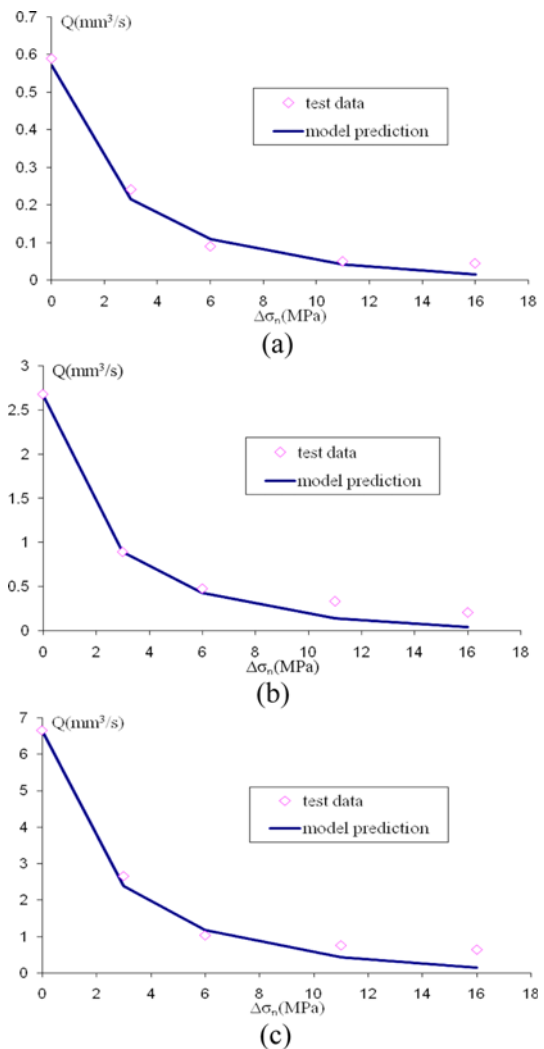 Q(mm³/s)
0.7
0.6
0.5
0.4
0.3
0.2
0.1
0
test data
model prediction
0 2 4 6 8 10 12 14 16 18
Δσₙ(MPa)
(a)
Q(mm³/s)
3
2.5
2
1.5
1
0.5
0
test data
model prediction
0 2 4 6 8 10 12 14 16 18
Δσₙ(MPa)
(b)
Q(mm³/s)
7
6
5
4
3
2
1
0
test data
model prediction
0 2 4 6 8 10 12 14 16 18
Δσₙ(MPa)
(c)